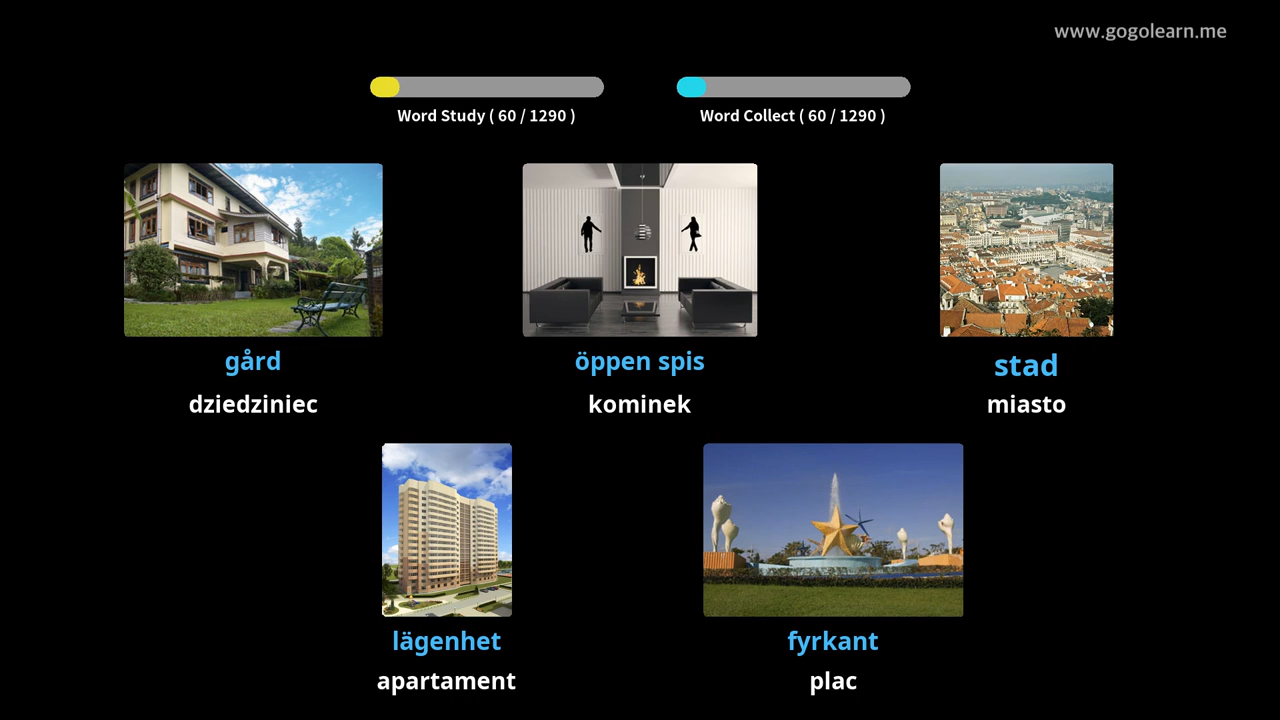 www.gogolearn.me
Word Study ( 60 / 1290 )
Word Collect ( 60 / 1290 )
gård
öppen spis
stad
dziedziniec
kominek
miasto
lägenhet
fyrkant
apartament
plac